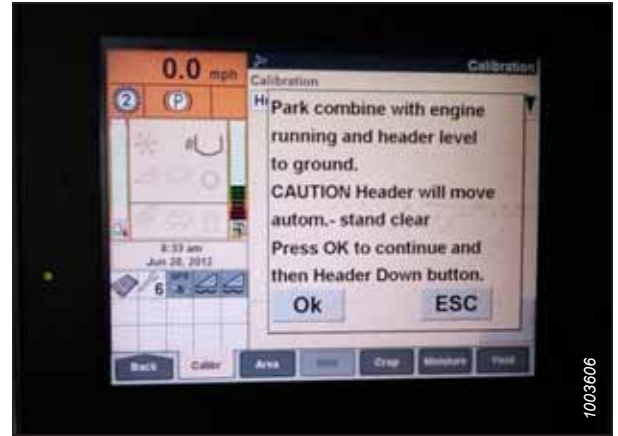 0.0 mph
Calibration
Calibration
2
P
Park combine with engine
running and header level
to ground.
CAUTION Header will move
autom.- stand clear
Press OK to continue and
then Header Down button.
Ok
ESC
8:33 am
Jun 20, 2012
6
Back
Calibr
Area
Crop
Moisture
Yield
1003606